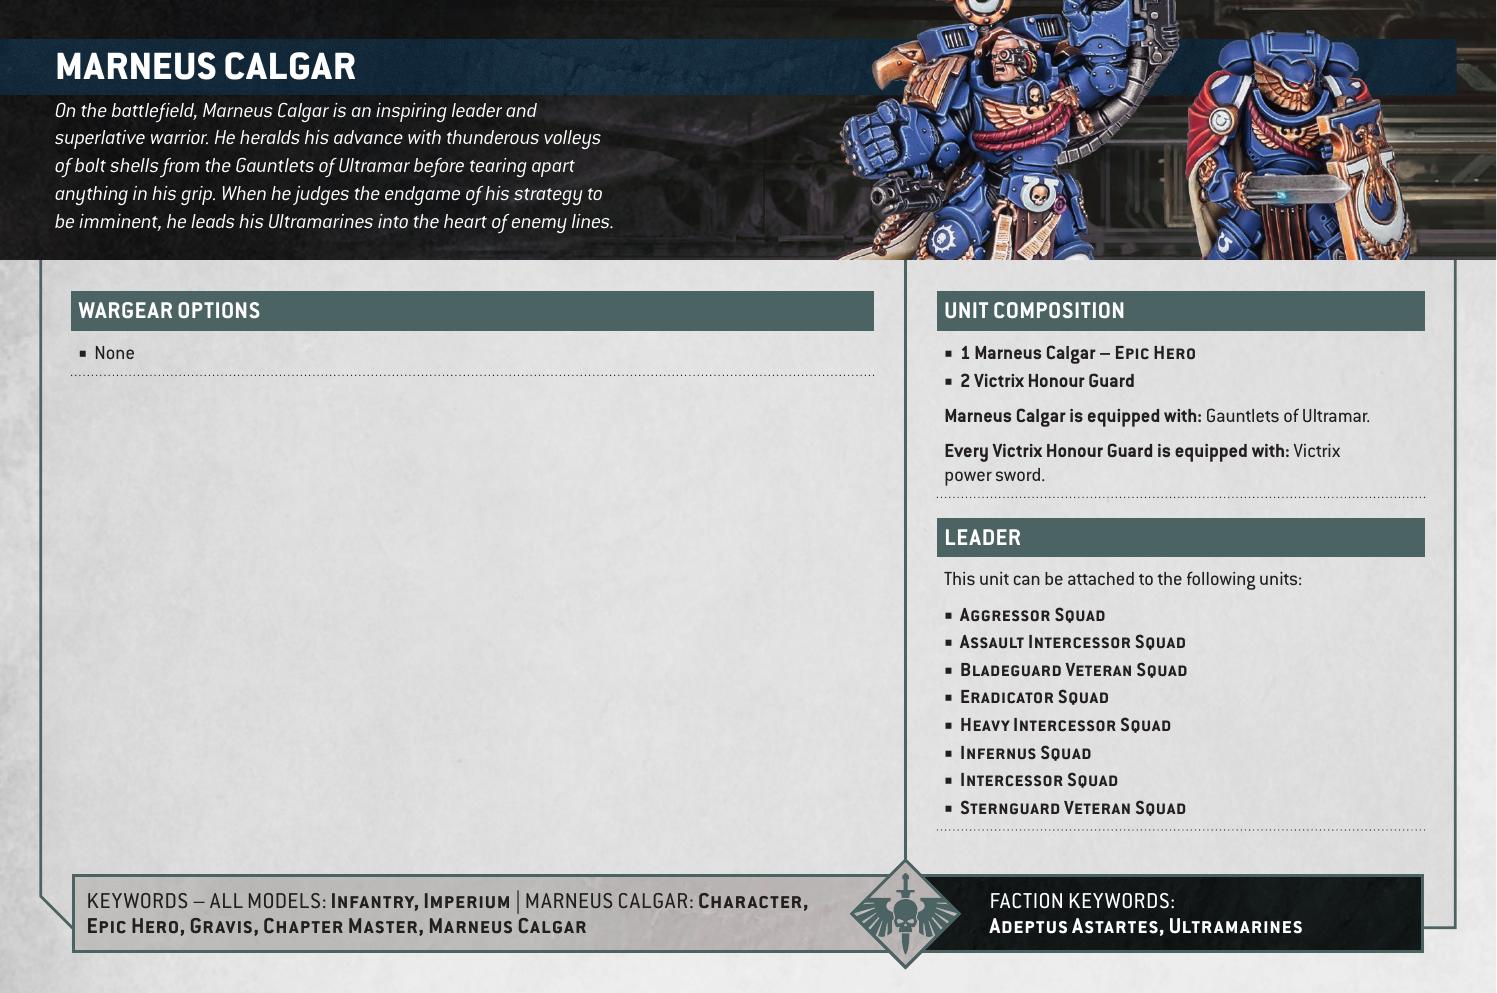 MARNEUS CALGAR
On the battlefield, Marneus Calgar is an inspiring leader and
superlative warrior. He heralds his advance with thunderous volleys
of bolt shells from the Gauntlets of Ultramar before tearing apart
anything in his grip. When he judges the endgame of his strategy to
be imminent, he leads his Ultramarines into the heart of enemy lines.
WARGEAR OPTIONS
■ None
UNIT COMPOSITION
■ 1 Marneus Calgar – Epic Hero
■ 2 Victrix Honour Guard
Marneus Calgar is equipped with: Gauntlets of Ultramar.
Every Victrix Honour Guard is equipped with: Victrix
power sword.
LEADER
This unit can be attached to the following units:
■ Aggressor Squad
■ Assault Intercessor Squad
■ Bladeguard Veteran Squad
■ Eradicator Squad
■ Heavy Intercessor Squad
■ Infernus Squad
■ Intercessor Squad
■ Sternguard Veteran Squad
KEYWORDS – ALL MODELS: Infantry, Imperium | MARNEUS CALGAR: Character,
Epic Hero, Gravis, Chapter Master, Marneus Calgar
FACTION KEYWORDS:
Adeptus Astartes, Ultramarines